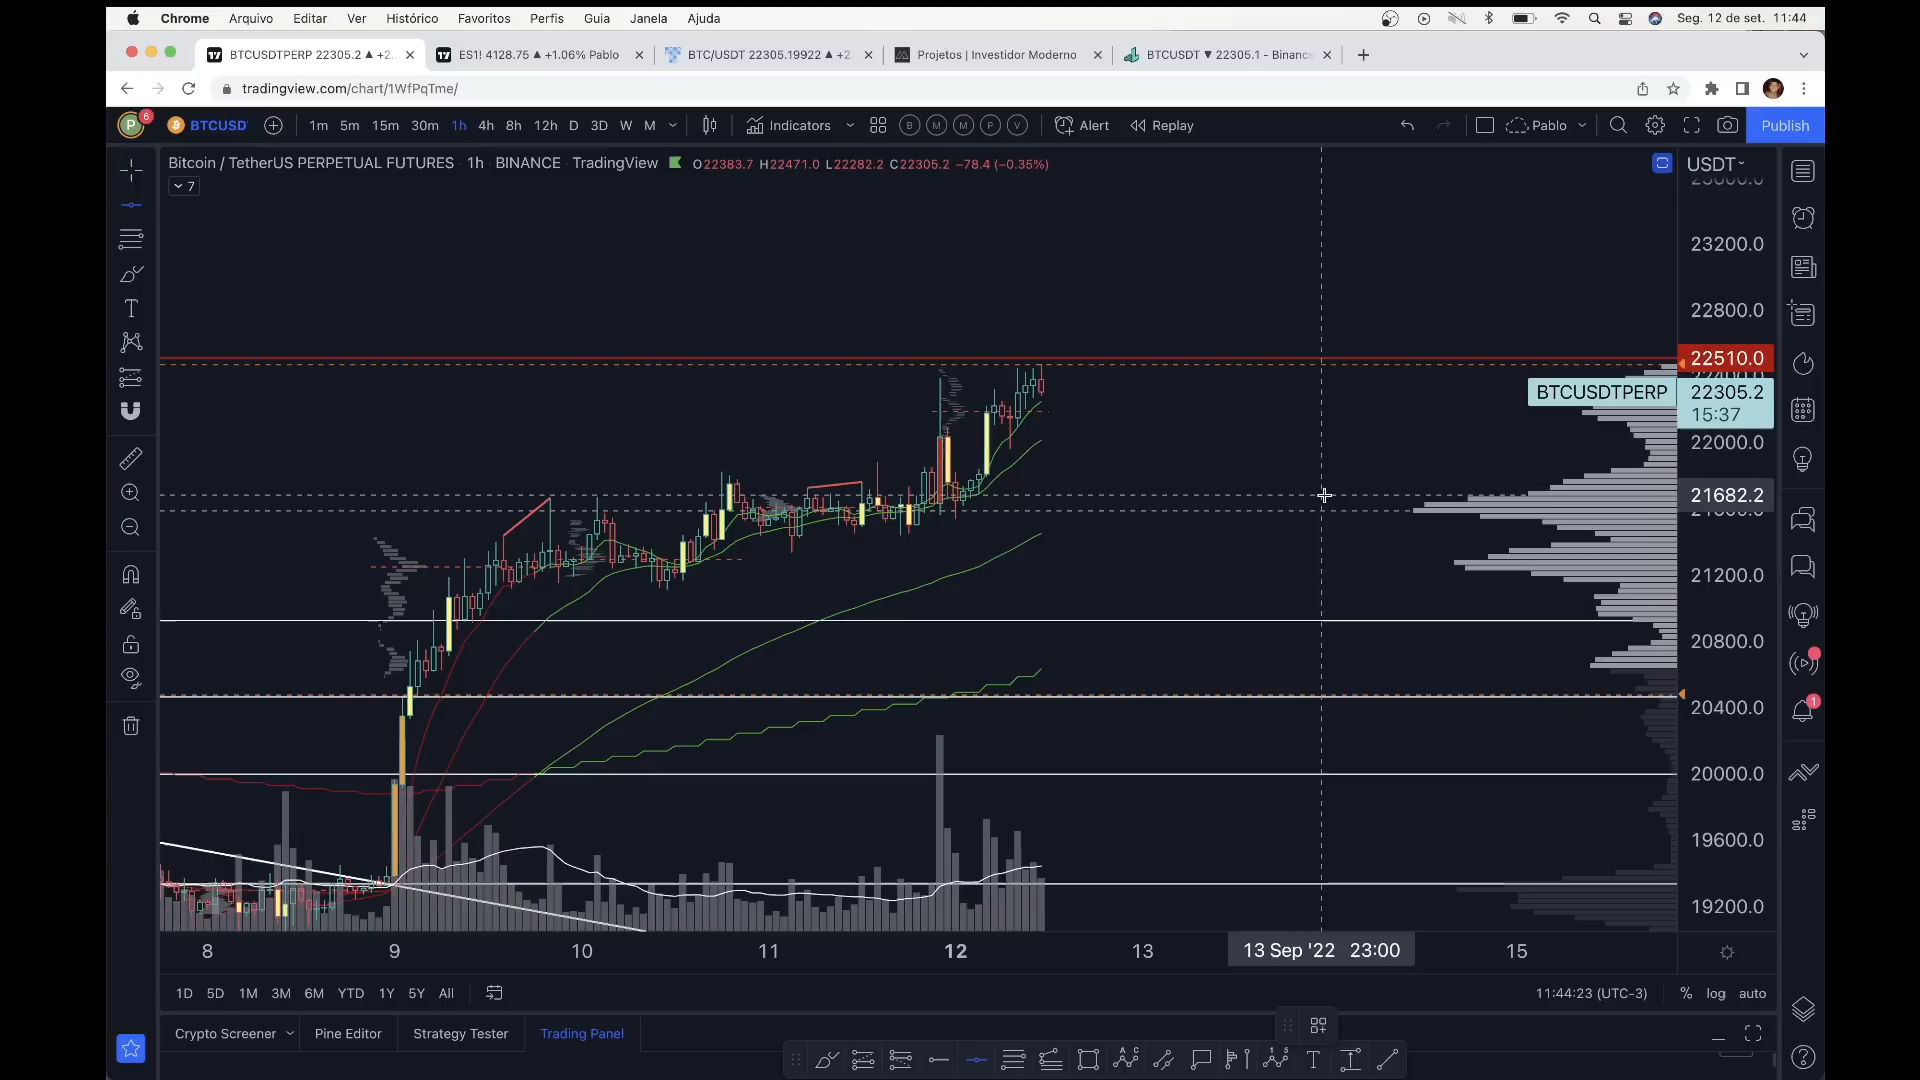 Chrome Arquivo Editar Ver Histórico Favoritos Perfis Guia Janela Ajuda Seg. 12 de set. 11:44
BTCUSDTPERP 22305.2 ▲ +2. ES1! 4128.75 ▲ +1.06% Pablo BTC/USDT 22305.19922 ▲ +2. Projetos | Investidor Moderno BTCUSDT ▼ 22305.1 - Binance
tradingview.com/chart/1WfPqTme/
P 6 BTCUSD 1m 5m 15m 30m 1h 4h 8h 12h D 3D W M Indicators B M M P V Alert Replay Pablo Publish
Bitcoin / TetherUS PERPETUAL FUTURES 1h BINANCE TradingView O22383.7 H22471.0 L22282.2 C22305.2 −78.4 (−0.35%) USDT
7
23200.0
22800.0
22510.0
BTCUSDTPERP 22305.2
15:37
22000.0
21682.2
21200.0
20800.0
20400.0
20000.0
19600.0
19200.0
8 9 10 11 12 13 13 Sep '22 23:00 15
1D 5D 1M 3M 6M YTD 1Y 5Y All 11:44:23 (UTC-3) % log auto
Crypto Screener Pine Editor Strategy Tester Trading Panel
1